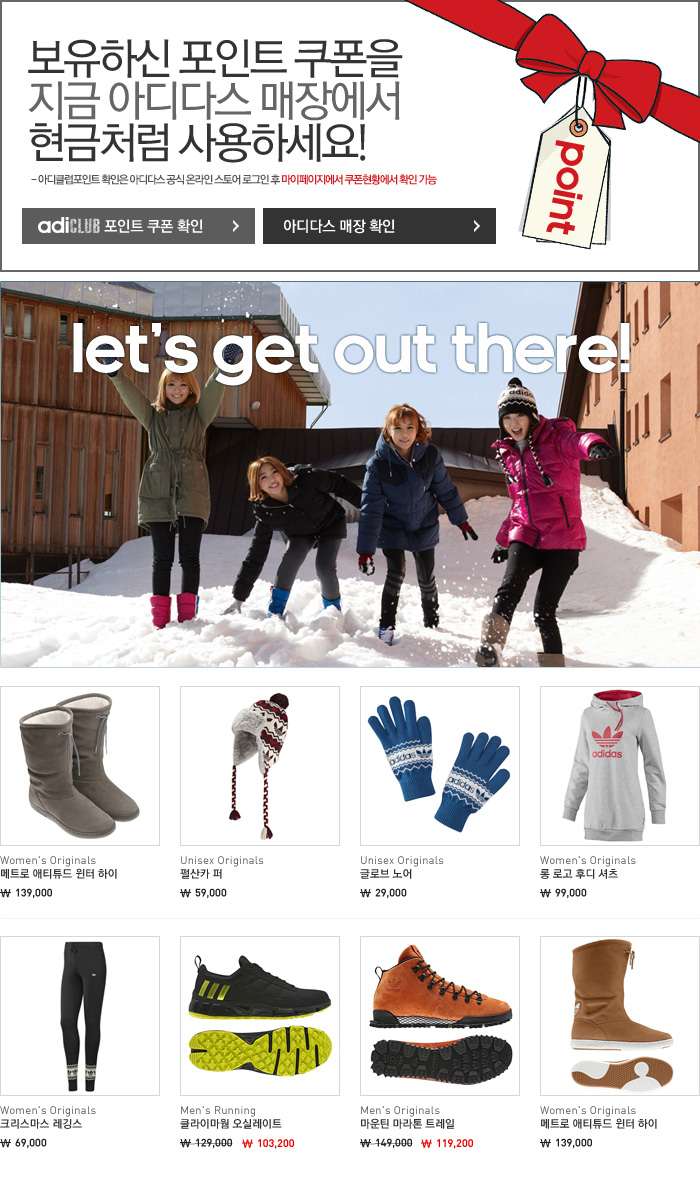 보유하신 포인트 쿠폰을
지금 아디다스 매장에서
현금처럼 사용하세요!
– 아디클럽포인트 확인은 아디다스 공식 온라인 스토어 로그인 후 마이페이지에서 쿠폰현황에서 확인 가능
adiCLUB 포인트 쿠폰 확인
아디다스 매장 확인
point
let's get out there!
adidas
adidas
adidas
adidas
Women's Originals
메트로 애티튜드 윈터 하이
₩ 139,000
Unisex Originals
펄산카 퍼
₩ 59,000
Unisex Originals
글로브 노어
₩ 29,000
Women's Originals
롱 로고 후디 셔츠
₩ 99,000
Women's Originals
크리스마스 레깅스
₩ 69,000
Men's Running
클라이마웜 오실레이트
₩ 129,000 ₩ 103,200
Men's Originals
마운틴 마라톤 트레일
₩ 149,000 ₩ 119,200
Women's Originals
메트로 애티튜드 윈터 하이
₩ 139,000